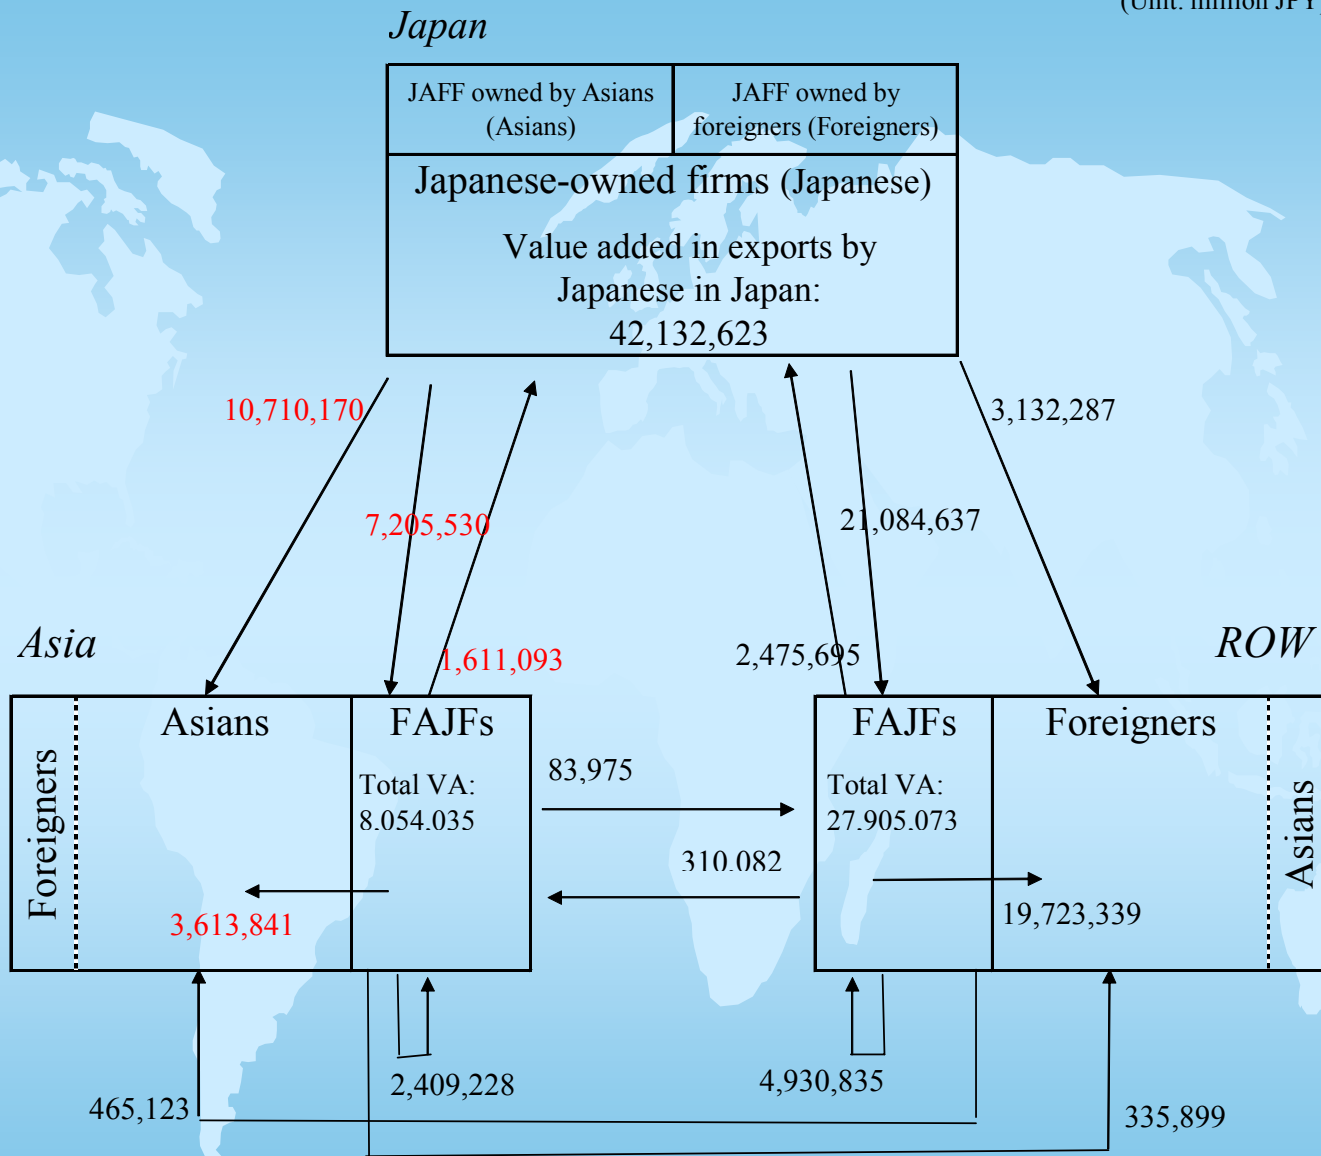 (Unit: million JPY)
Japan
JAFF owned by Asians
(Asians)
JAFF owned by
foreigners (Foreigners)
Japanese-owned firms (Japanese)
Value added in exports by
Japanese in Japan:
42,132,623
10,710,170
3,132,287
7,205,530
21,084,637
Asia
1,611,093
2,475,695
ROW
Foreigners
Asians
FAJFs
Total VA:
8,054,035
83,975
310,082
FAJFs
Total VA:
27,905,073
Foreigners
Asians
3,613,841
19,723,339
2,409,228
4,930,835
465,123
335,899